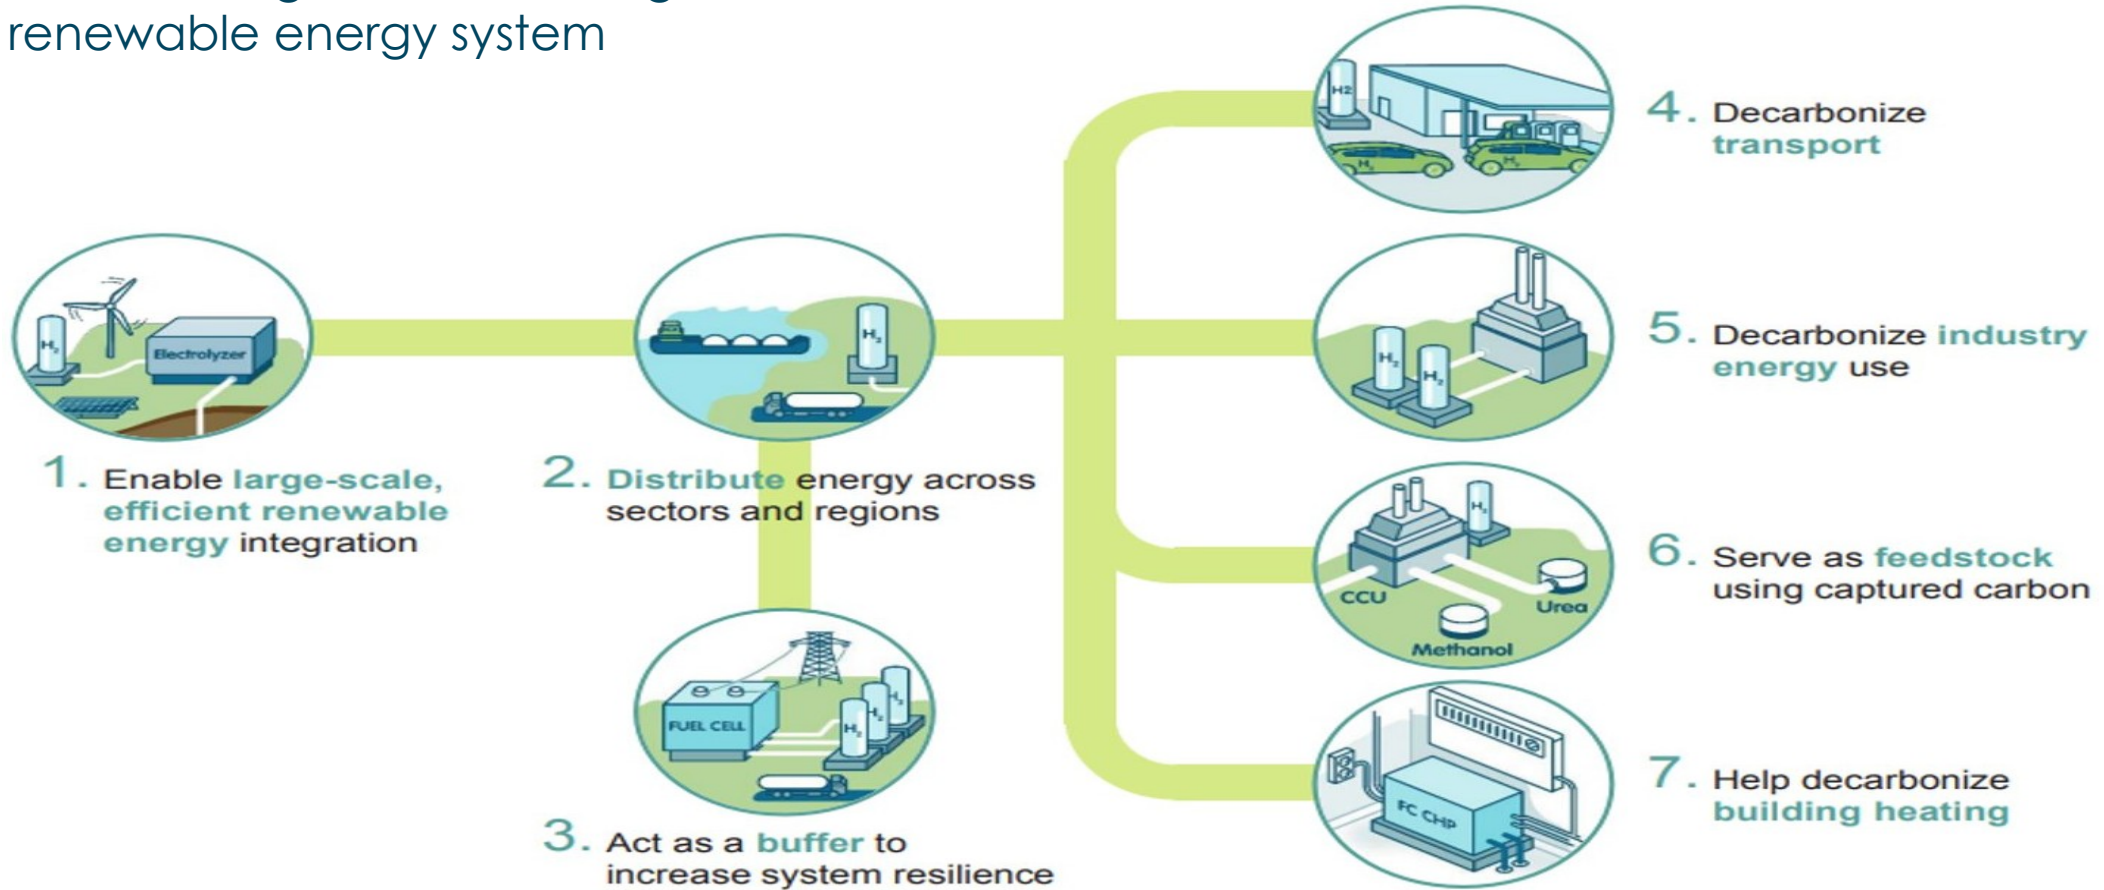 renewable energy system
H2
H₂
H₂
4. Decarbonize
transport
H₂
Electrolyzer
H₂
H₂
H₂
5. Decarbonize industry
energy use
1. Enable large-scale,
efficient renewable
energy integration
2. Distribute energy across
sectors and regions
H₂
CCU
Urea
Methanol
6. Serve as feedstock
using captured carbon
FUEL CELL
H₂
H₂
H₂
FC CHP
7. Help decarbonize
building heating
3. Act as a buffer to
increase system resilience